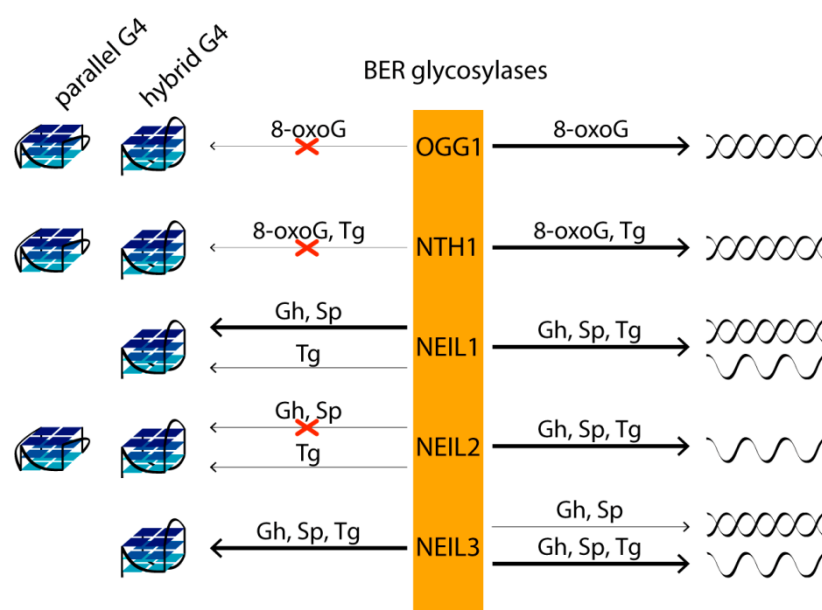 parallel G4
hybrid G4
BER glycosylases
8-oxoG
OGG1
8-oxoG
8-oxoG, Tg
NTH1
8-oxoG, Tg
Gh, Sp
Tg
NEIL1
Gh, Sp, Tg
Gh, Sp
Tg
NEIL2
Gh, Sp, Tg
Gh, Sp, Tg
NEIL3
Gh, Sp
Gh, Sp, Tg